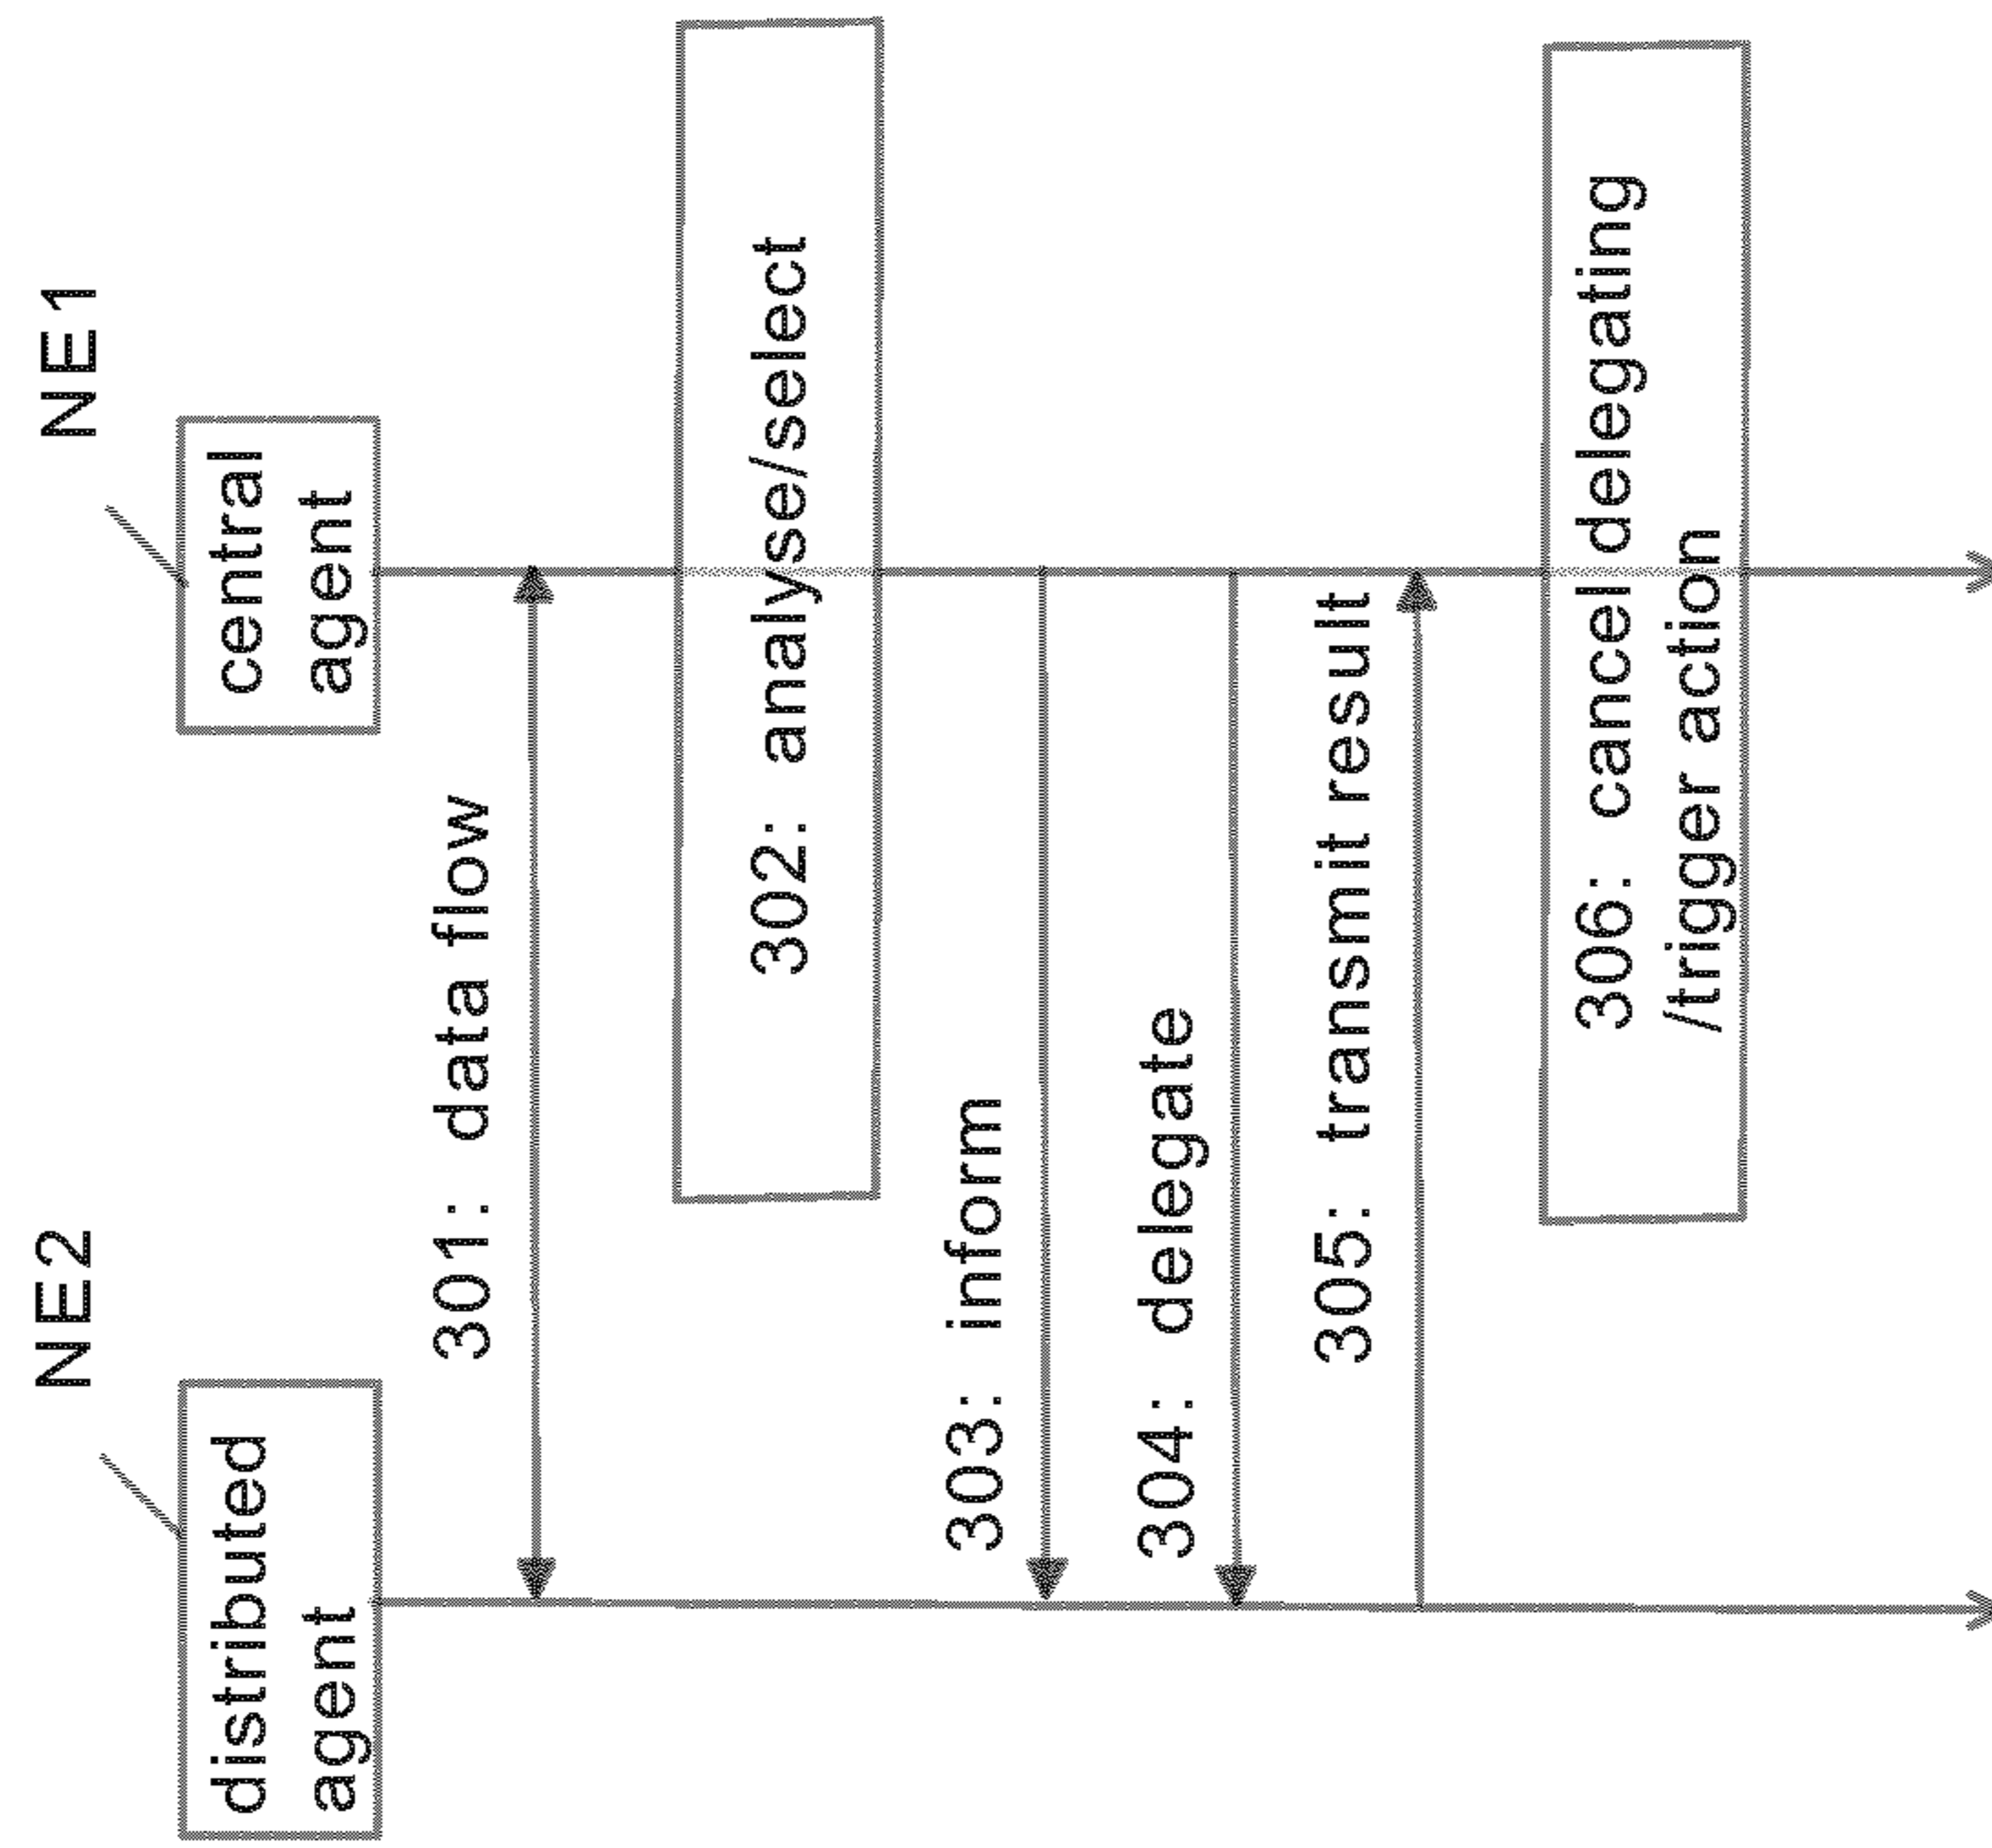 NE2
NE1
distributed
agent
central
agent
301: data flow
302: analyse/select
303: inform
304: delegate
305: transmit result
306: cancel delegating
/trigger action